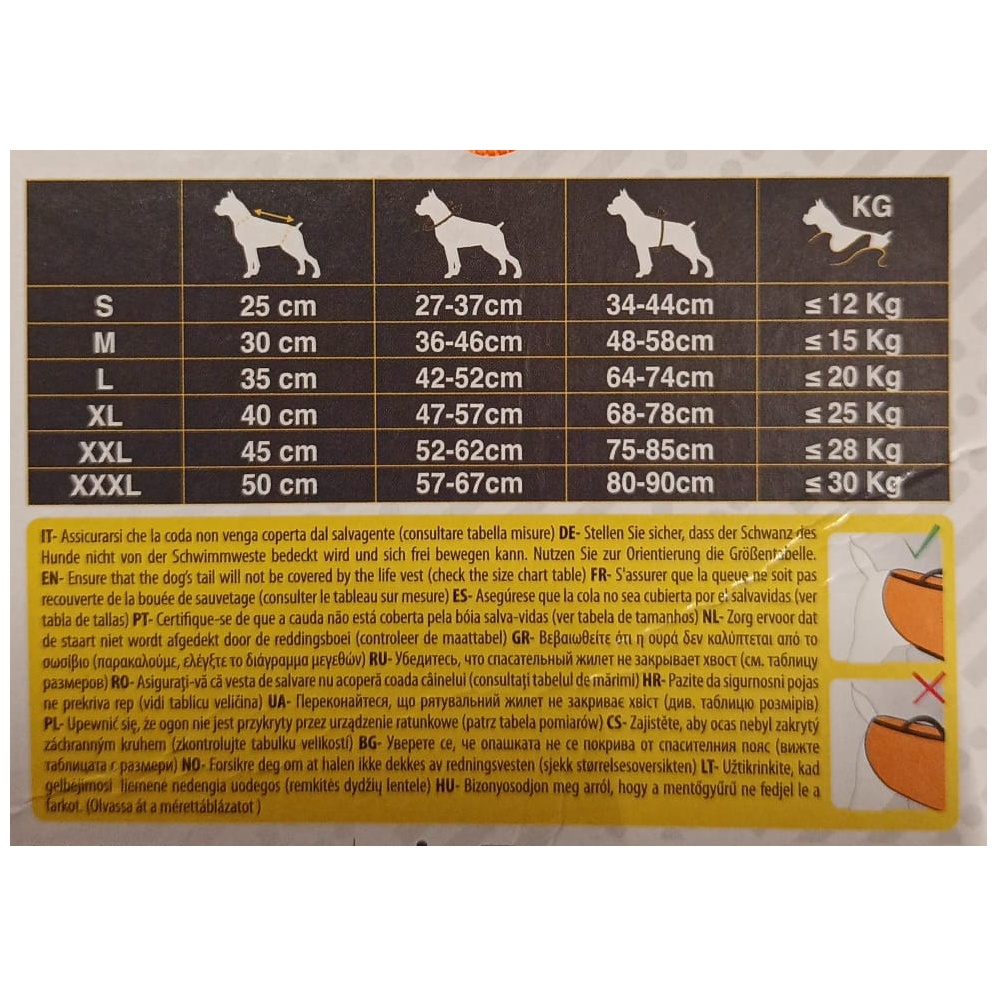 KG
S 25 cm 27-37cm 34-44cm ≤ 12 Kg
M 30 cm 36-46cm 48-58cm ≤ 15 Kg
L 35 cm 42-52cm 64-74cm ≤ 20 Kg
XL 40 cm 47-57cm 68-78cm ≤ 25 Kg
XXL 45 cm 52-62cm 75-85cm ≤ 28 Kg
XXXL 50 cm 57-67cm 80-90cm ≤ 30 Kg
IT- Assicurarsi che la coda non venga coperta dal salvagente (consultare tabella misure) DE- Stellen Sie sicher, dass der Schwanz des
Hunde nicht von der Schwimmweste bedeckt wird und sich frei bewegen kann. Nutzen Sie zur Orientierung die Größentabelle.
EN- Ensure that the dog's tail will not be covered by the life vest (check the size chart table) FR- S'assurer que la queue ne soit pas
recouverte de la bouée de sauvetage (consulter le tableau sur mesure) ES- Asegúrese que la cola no sea cubierta por el salvavidas (ver
tabla de tallas) PT- Certifique-se de que a cauda não está coberta pela bóia salva-vidas (ver tabela de tamanhos) NL- Zorg ervoor dat
de staart niet wordt afgedekt door de reddingsboei (controleer de maattabel) GR- Βεβαιωθείτε ότι η ουρά δεν καλύπτεται από το
σωσίβιο (παρακαλούμε, ελέγξτε το διάγραμμα μεγεθών) RU- Убедитесь, что спасательный жилет не закрывает хвост (см. таблицу
размеров) RO- Asigurați-vă că vesta de salvare nu acoperă coada câinelui (consultați tabelul de mărimi) HR- Pazite da sigurnosni pojas
ne prekriva rep (vidi tablicu veličina) UA- Переконайтеся, що рятувальний жилет не закриває хвіст (див. таблицю розмірів)
PL- Upewnić się, że ogon nie jest przykryty przez urządzenie ratunkowe (patrz tabela pomiarów) CS- Zajistěte, aby ocas nebyl zakrytý
záchranným kruhem (zkontrolujte tabulku velikostí) BG- Уверете се, че опашката не се покрива от спасителния пояс (вижте
таблицата с размери) NO- Forsikre deg om at halen ikke dekkes av redningsvesten (sjekk størrelsesoversikten) LT- Užtikrinkite, kad
gelbėjimosi liemenė nedengia uodegos (remkitės dydžių lentele) HU- Bizonyosodjon meg arról, hogy a mentőgyűrű ne fedjel le a
farkot. (Olvassa át a mérettáblázatot )